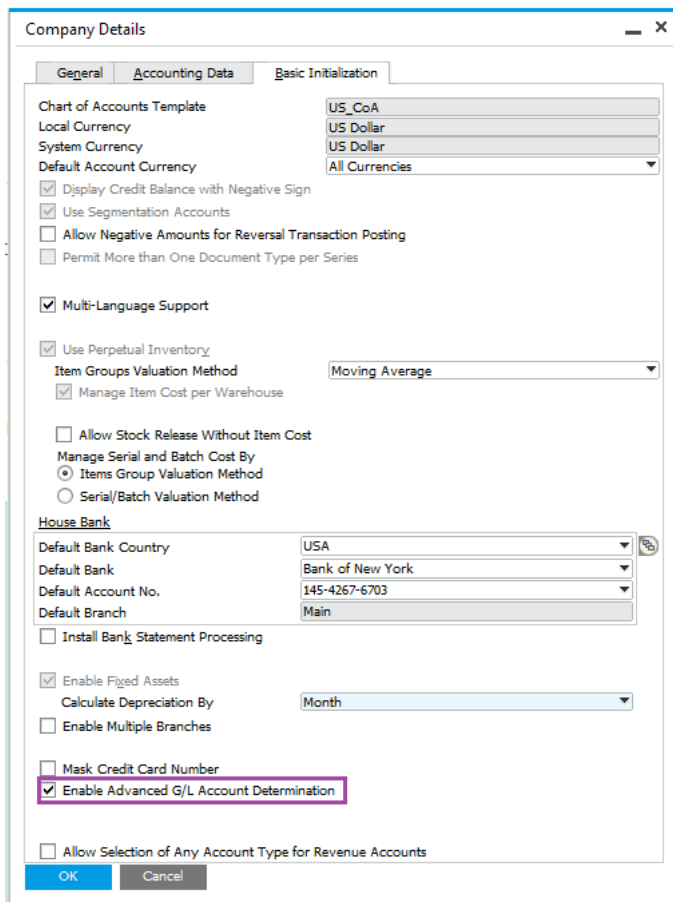 Company Details
General Accounting Data Basic Initialization
Chart of Accounts Template US_CoA
Local Currency US Dollar
System Currency US Dollar
Default Account Currency All Currencies
Display Credit Balance with Negative Sign
Use Segmentation Accounts
Allow Negative Amounts for Reversal Transaction Posting
Permit More than One Document Type per Series
Multi-Language Support
Use Perpetual Inventory
Item Groups Valuation Method Moving Average
Manage Item Cost per Warehouse
Allow Stock Release Without Item Cost
Manage Serial and Batch Cost By
Items Group Valuation Method
Serial/Batch Valuation Method
House Bank
Default Bank Country USA
Default Bank Bank of New York
Default Account No. 145-4267-6703
Default Branch Main
Install Bank Statement Processing
Enable Fixed Assets
Calculate Depreciation By Month
Enable Multiple Branches
Mask Credit Card Number
Enable Advanced G/L Account Determination
Allow Selection of Any Account Type for Revenue Accounts
OK Cancel